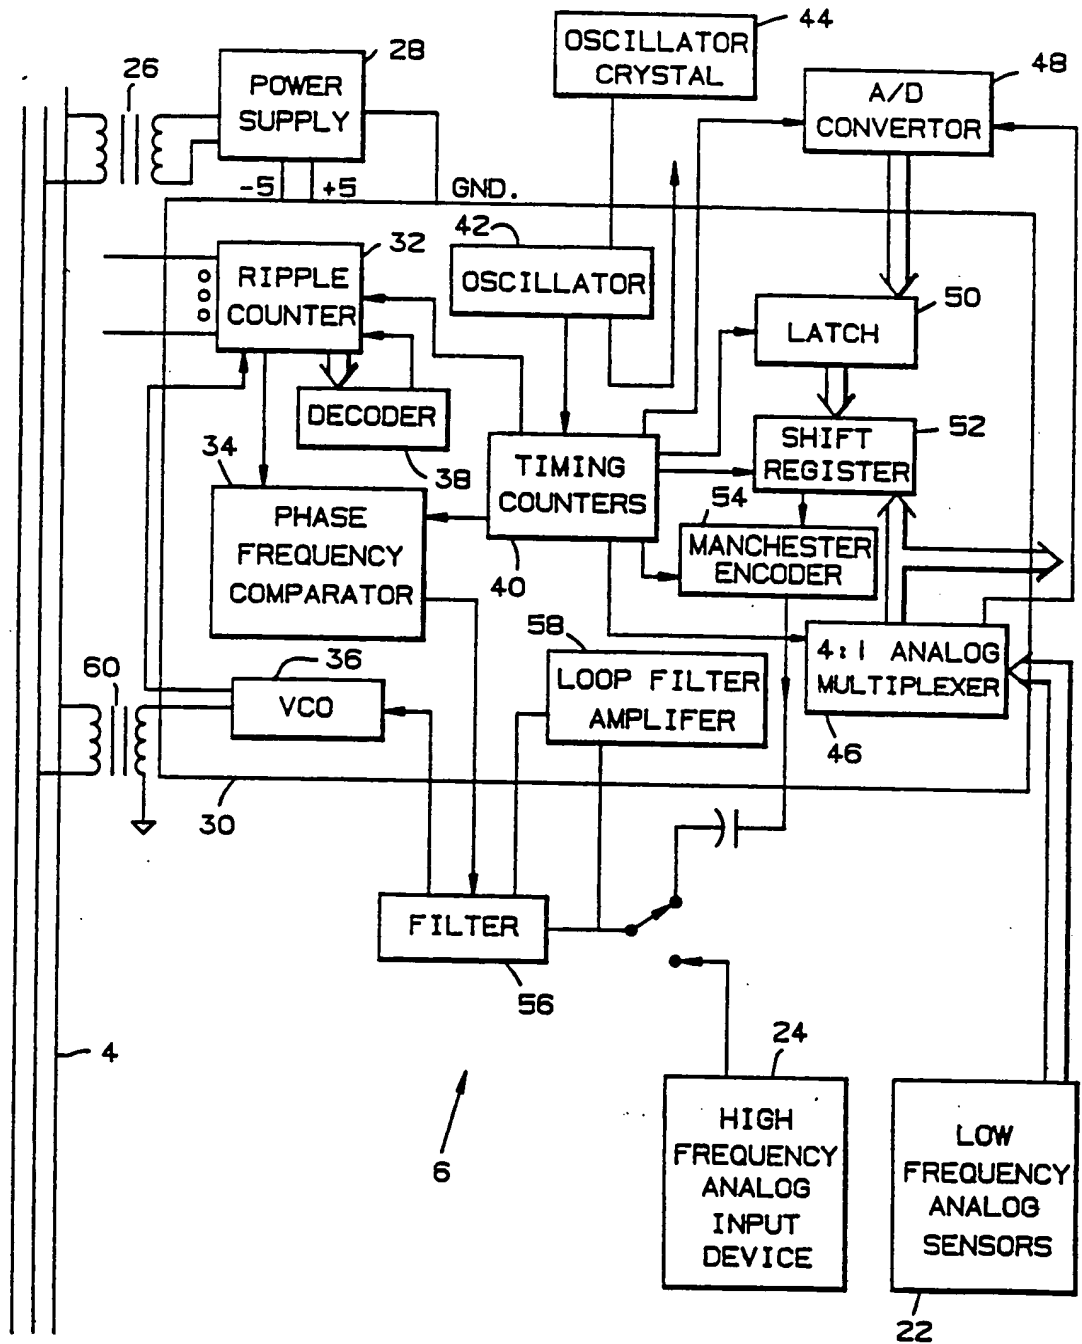 44
OSCILLATOR
CRYSTAL
28
26
POWER
SUPPLY
48
A/D
CONVERTOR
-5
+5
GND.
42
OSCILLATOR
32
RIPPLE
COUNTER
50
LATCH
DECODER
38
34
PHASE
FREQUENCY
COMPARATOR
TIMING
COUNTERS
40
52
SHIFT
REGISTER
54
MANCHESTER
ENCODER
58
LOOP FILTER
AMPLIFER
4:1 ANALOG
MULTIPLEXER
46
36
VCO
60
30
FILTER
56
4
6
24
HIGH
FREQUENCY
ANALOG
INPUT
DEVICE
LOW
FREQUENCY
ANALOG
SENSORS
22